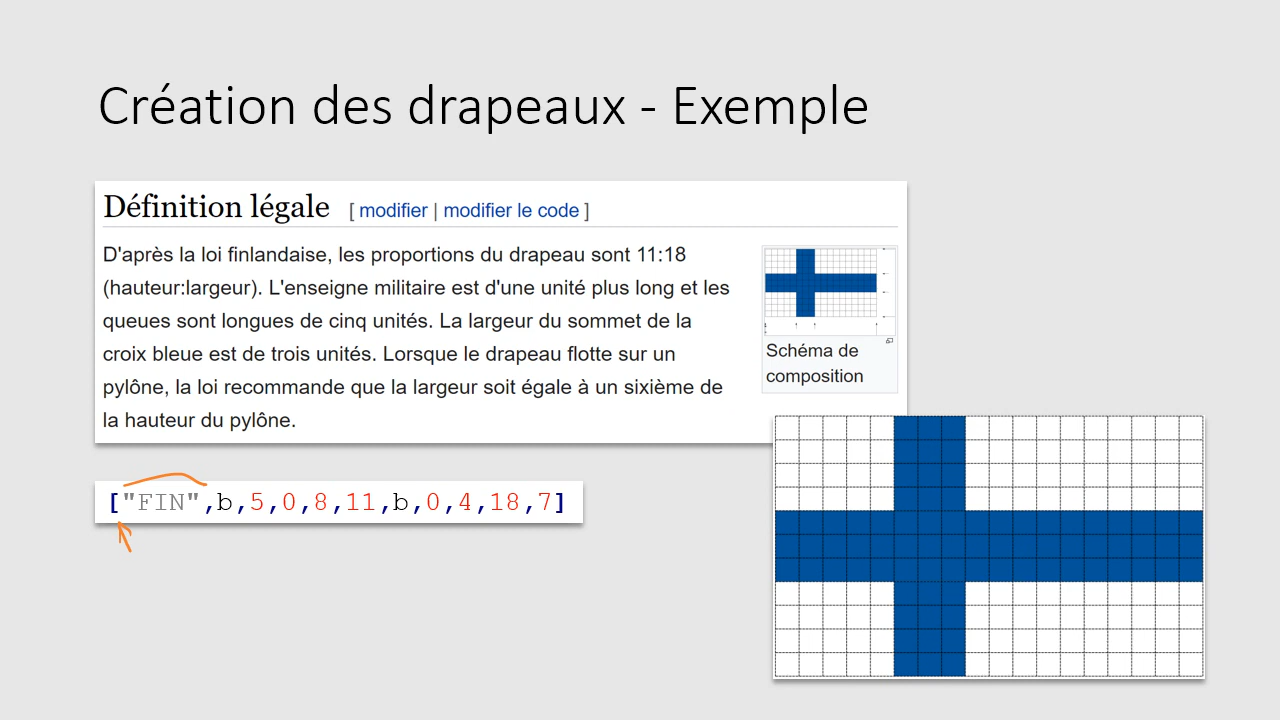 Création des drapeaux - Exemple
Définition légale [ modifier | modifier le code ]
D'après la loi finlandaise, les proportions du drapeau sont 11:18
(hauteur:largeur). L'enseigne militaire est d'une unité plus long et les
queues sont longues de cinq unités. La largeur du sommet de la
croix bleue est de trois unités. Lorsque le drapeau flotte sur un
pylône, la loi recommande que la largeur soit égale à un sixième de
la hauteur du pylône.
Schéma de
composition
["FIN",b,5,0,8,11,b,0,4,18,7]